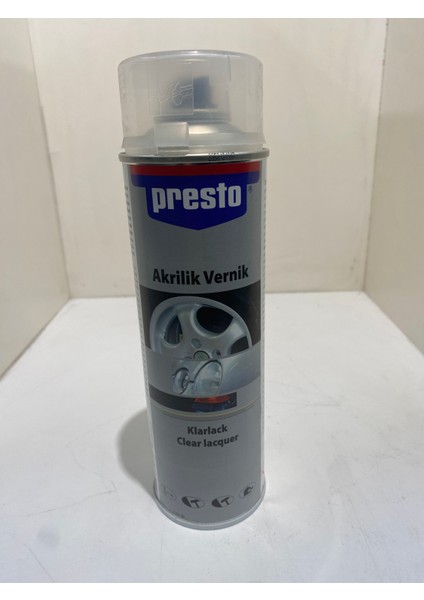 presto
Akrilik Vernik
Klarlack
Clear lacquer